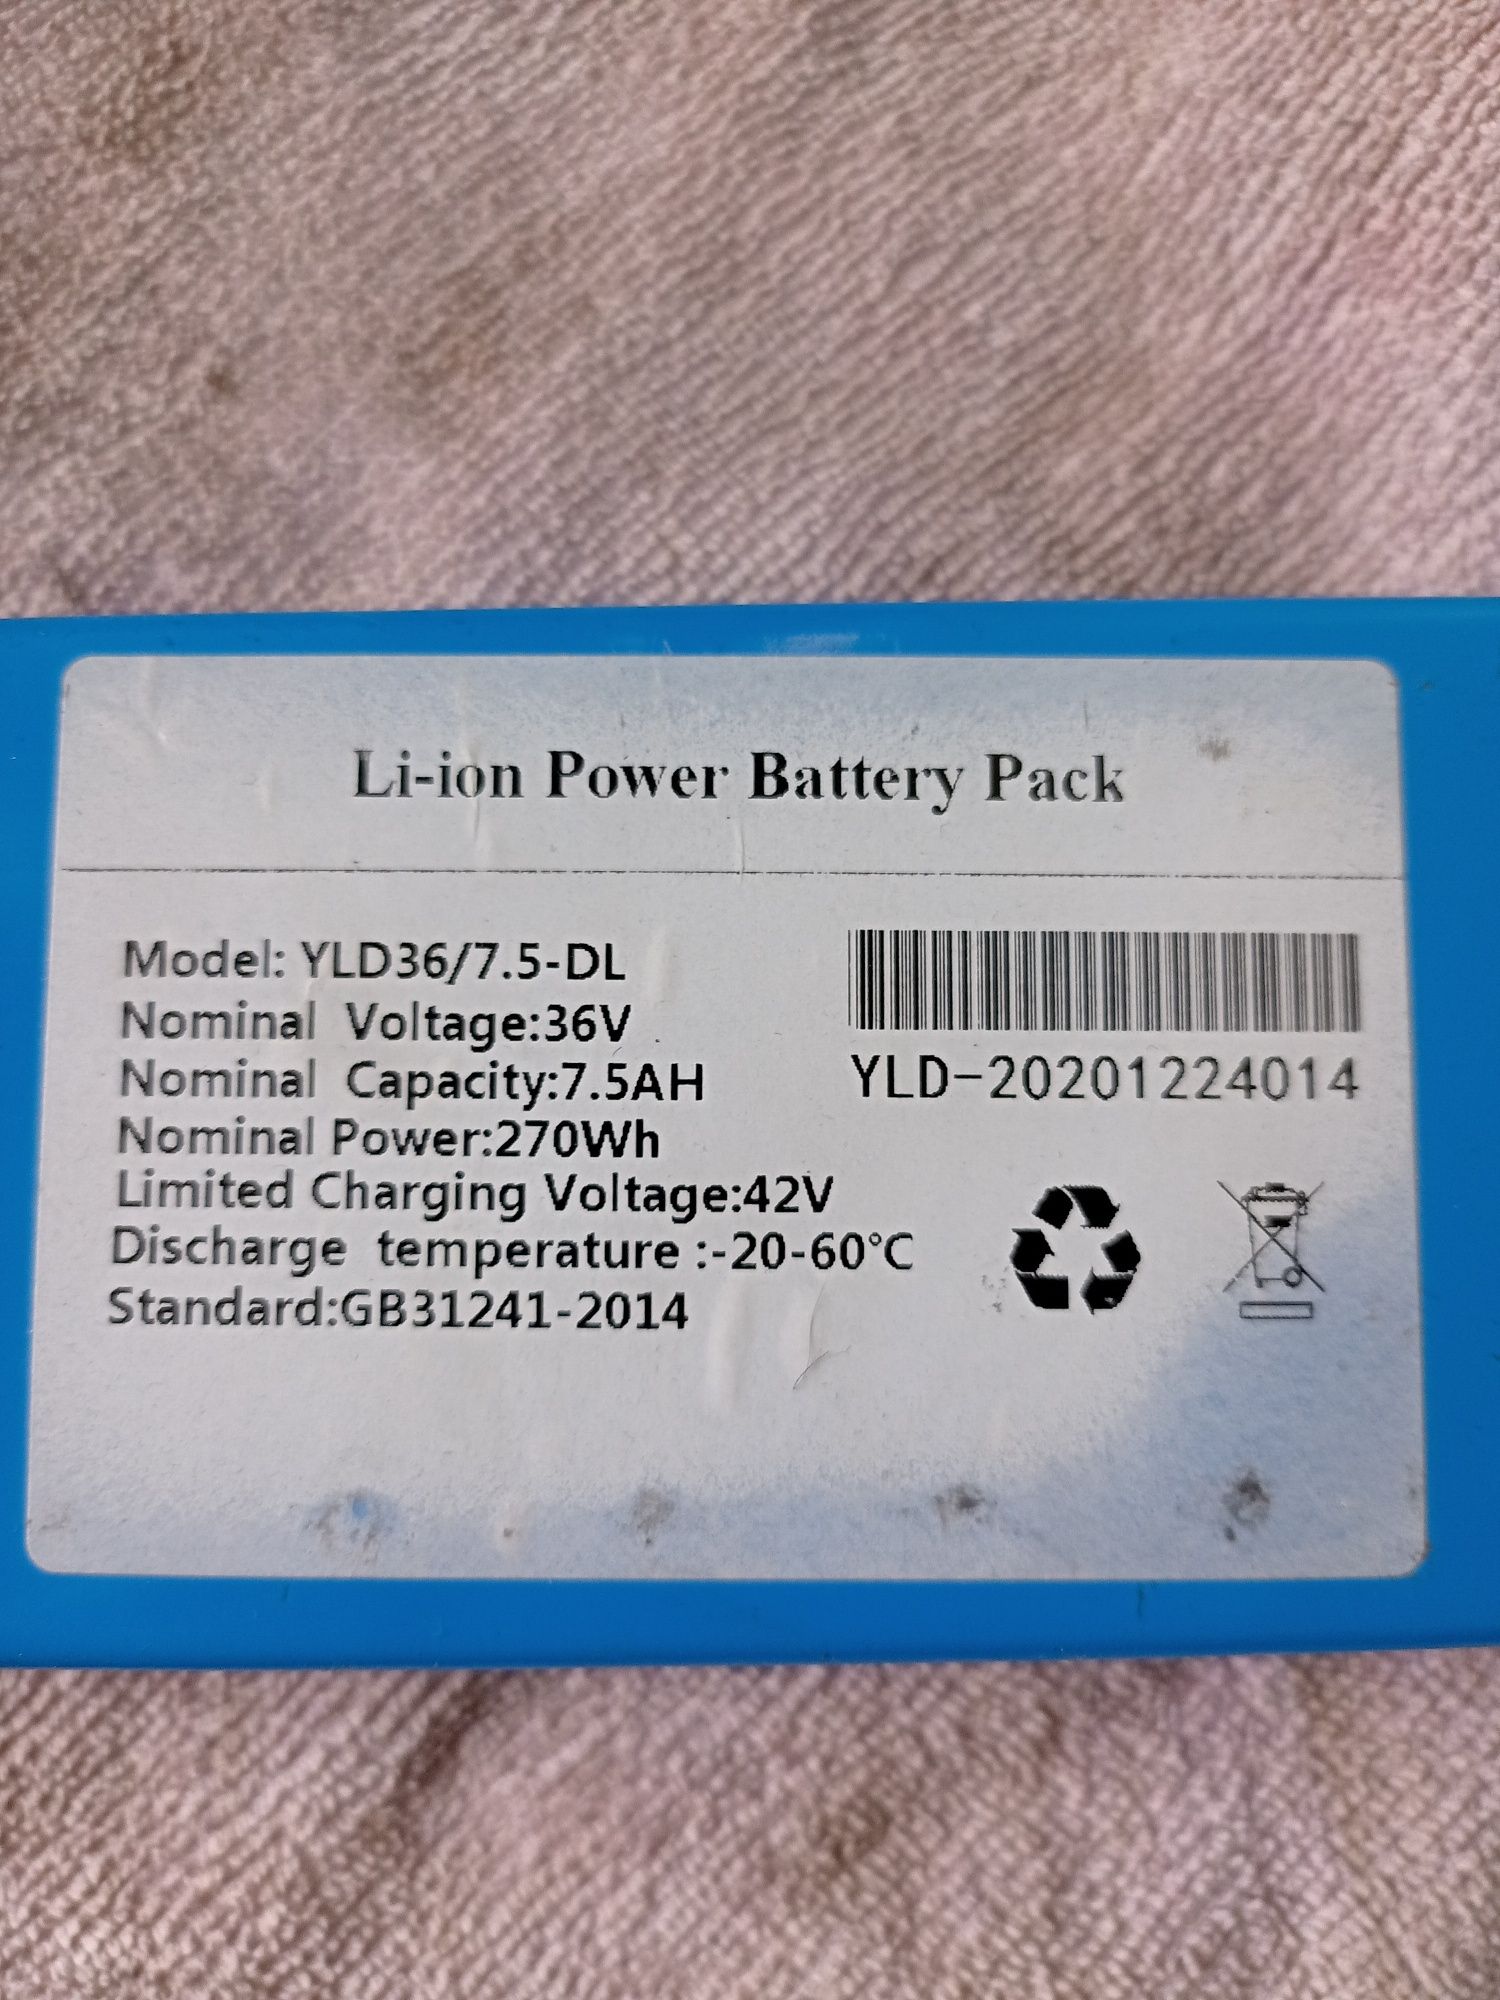 Li-ion Power Battery Pack
Model: YLD36/7.5-DL
Nominal Voltage:36V
Nominal Capacity:7.5AH
Nominal Power:270Wh
Limited Charging Voltage:42V
Discharge temperature :-20-60℃
Standard:GB31241-2014
YLD-20201224014